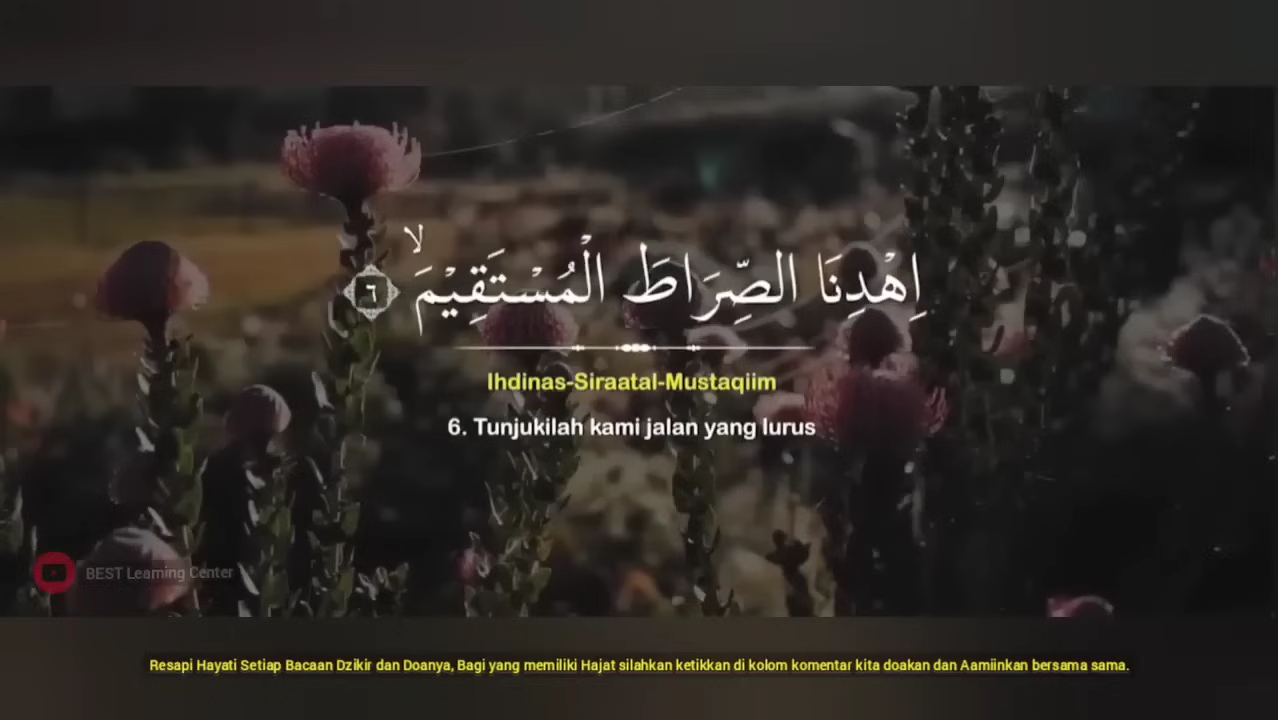 اِهْدِنَا الصِّرَاطَ الْمُسْتَقِيْمَ ۙ ٦
Ihdinas-Siraatal-Mustaqiim
6. Tunjukilah kami jalan yang lurus
BEST Learning Center
Resapi Hayati Setiap Bacaan Dzikir dan Doanya, Bagi yang memiliki Hajat silahkan ketikkan di kolom komentar kita doakan dan Aamiinkan bersama sama.